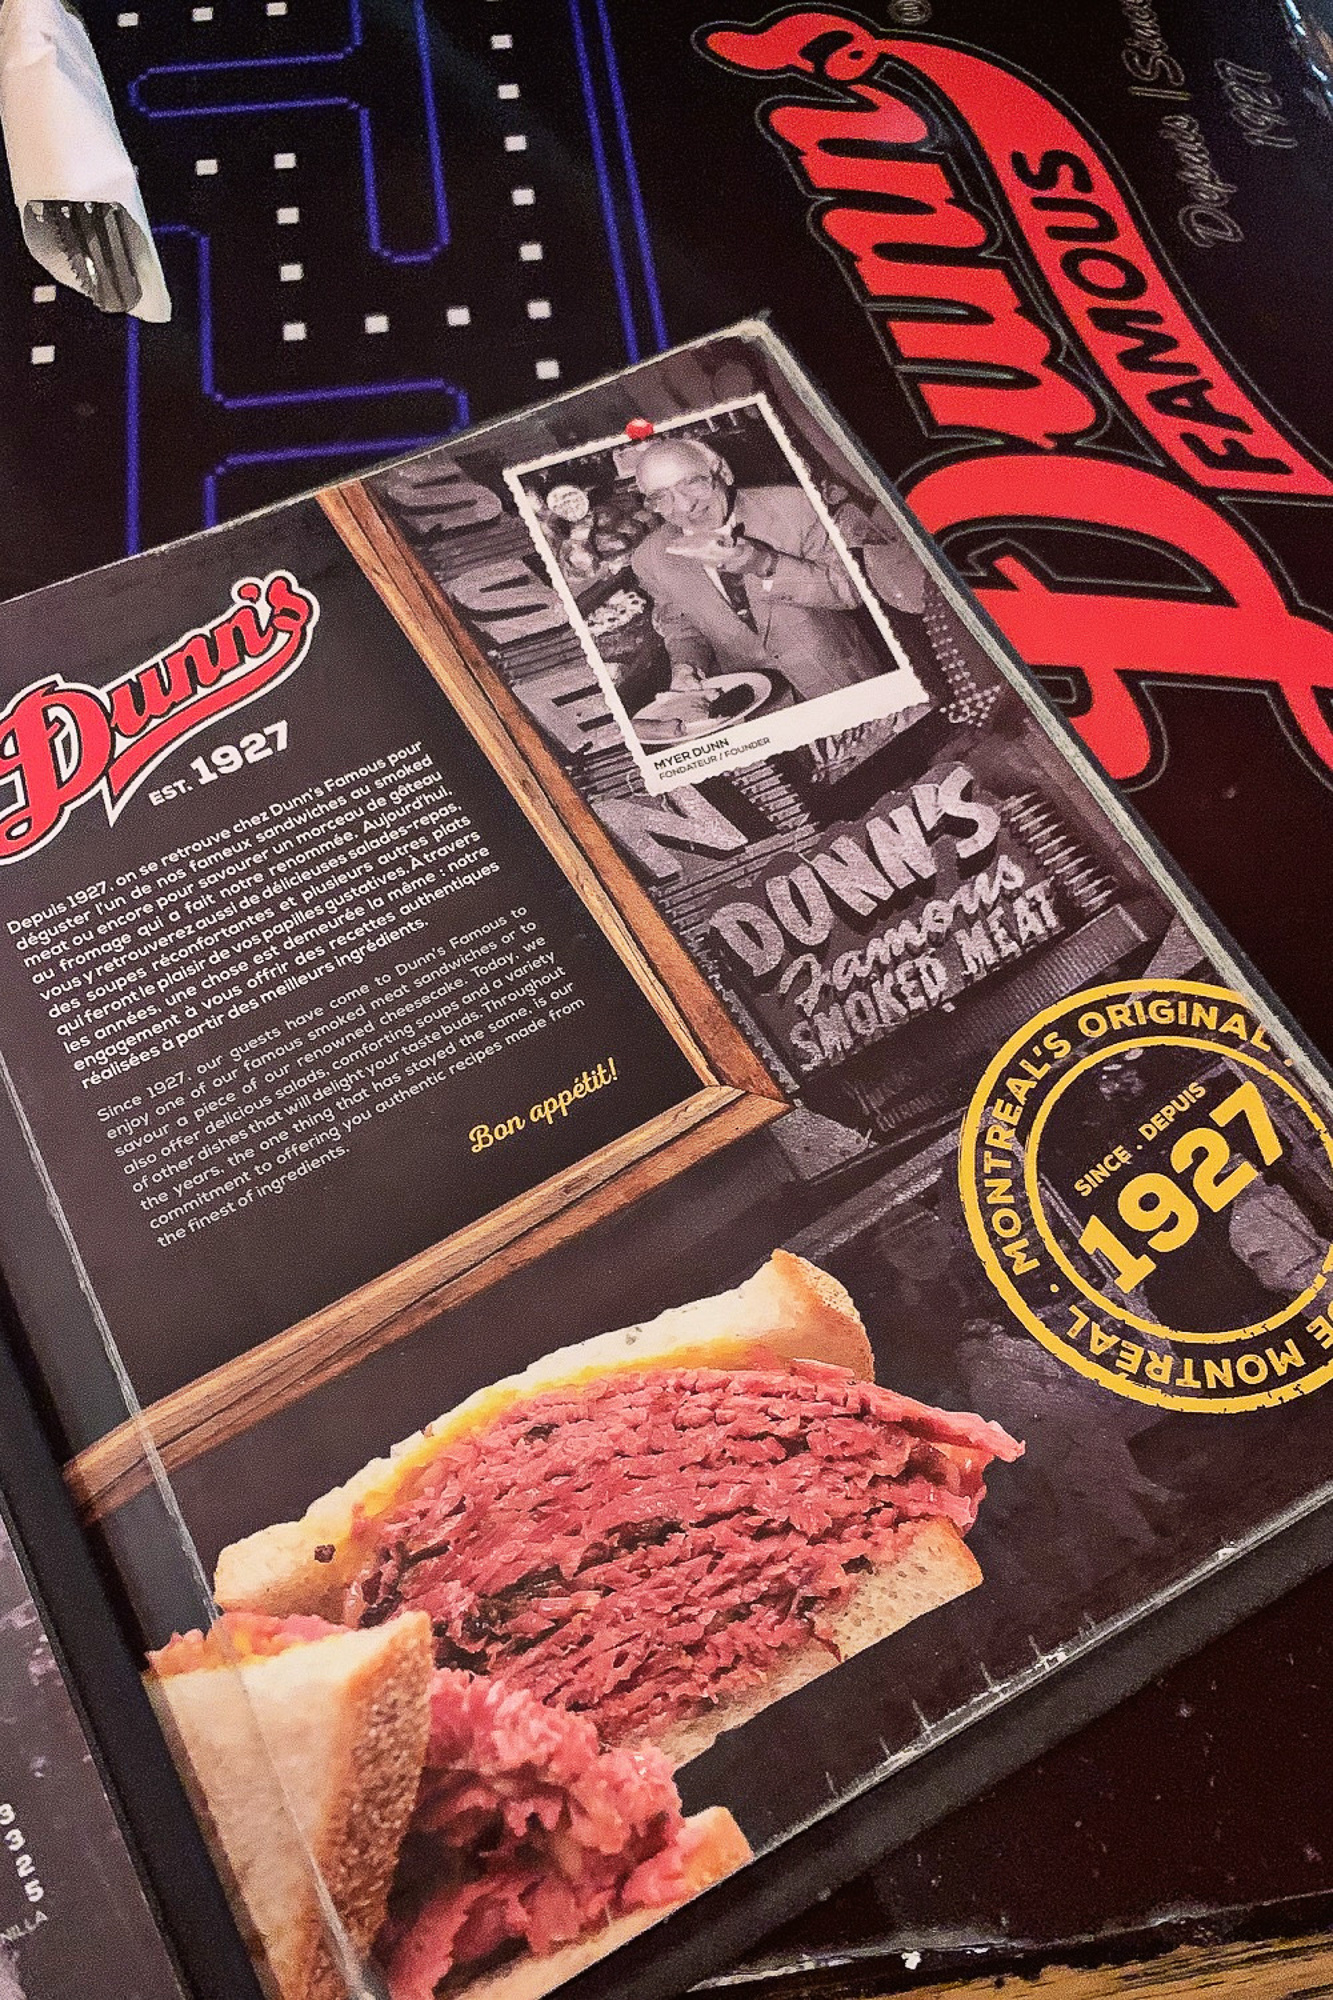 Dunn's
FAMOUS
Depuis // Since
1927
Dunn's
EST. 1927
Depuis 1927, on se retrouve chez Dunn's Famous pour
déguster l'un de nos fameux sandwiches au smoked
meat ou encore pour savourer un morceau de gâteau
au fromage qui a fait notre renommée. Aujourd'hui,
vous y retrouverez aussi de délicieuses salades-repas,
des soupes réconfortantes et plusieurs autres plats
qui feront le plaisir de vos papilles gustatives. À travers
les années, une chose est demeurée la même : notre
engagement à vous offrir des recettes authentiques
réalisées à partir des meilleurs ingrédients.
Since 1927, our guests have come to Dunn's Famous to
enjoy one of our famous smoked meat sandwiches or to
savour a piece of our renowned cheesecake. Today, we
also offer delicious salads, comforting soups and a variety
of other dishes that will delight your taste buds. Throughout
the years, the one thing that has stayed the same, is our
commitment to offering you authentic recipes made from
the finest of ingredients.
Bon appétit!
MYER DUNN
FONDATEUR / FOUNDER
DUNN'S
Famous
SMOKED MEAT
MONTREAL'S ORIGINAL
SINCE . DEPUIS
1927
MONTRÉAL
MONTREAL